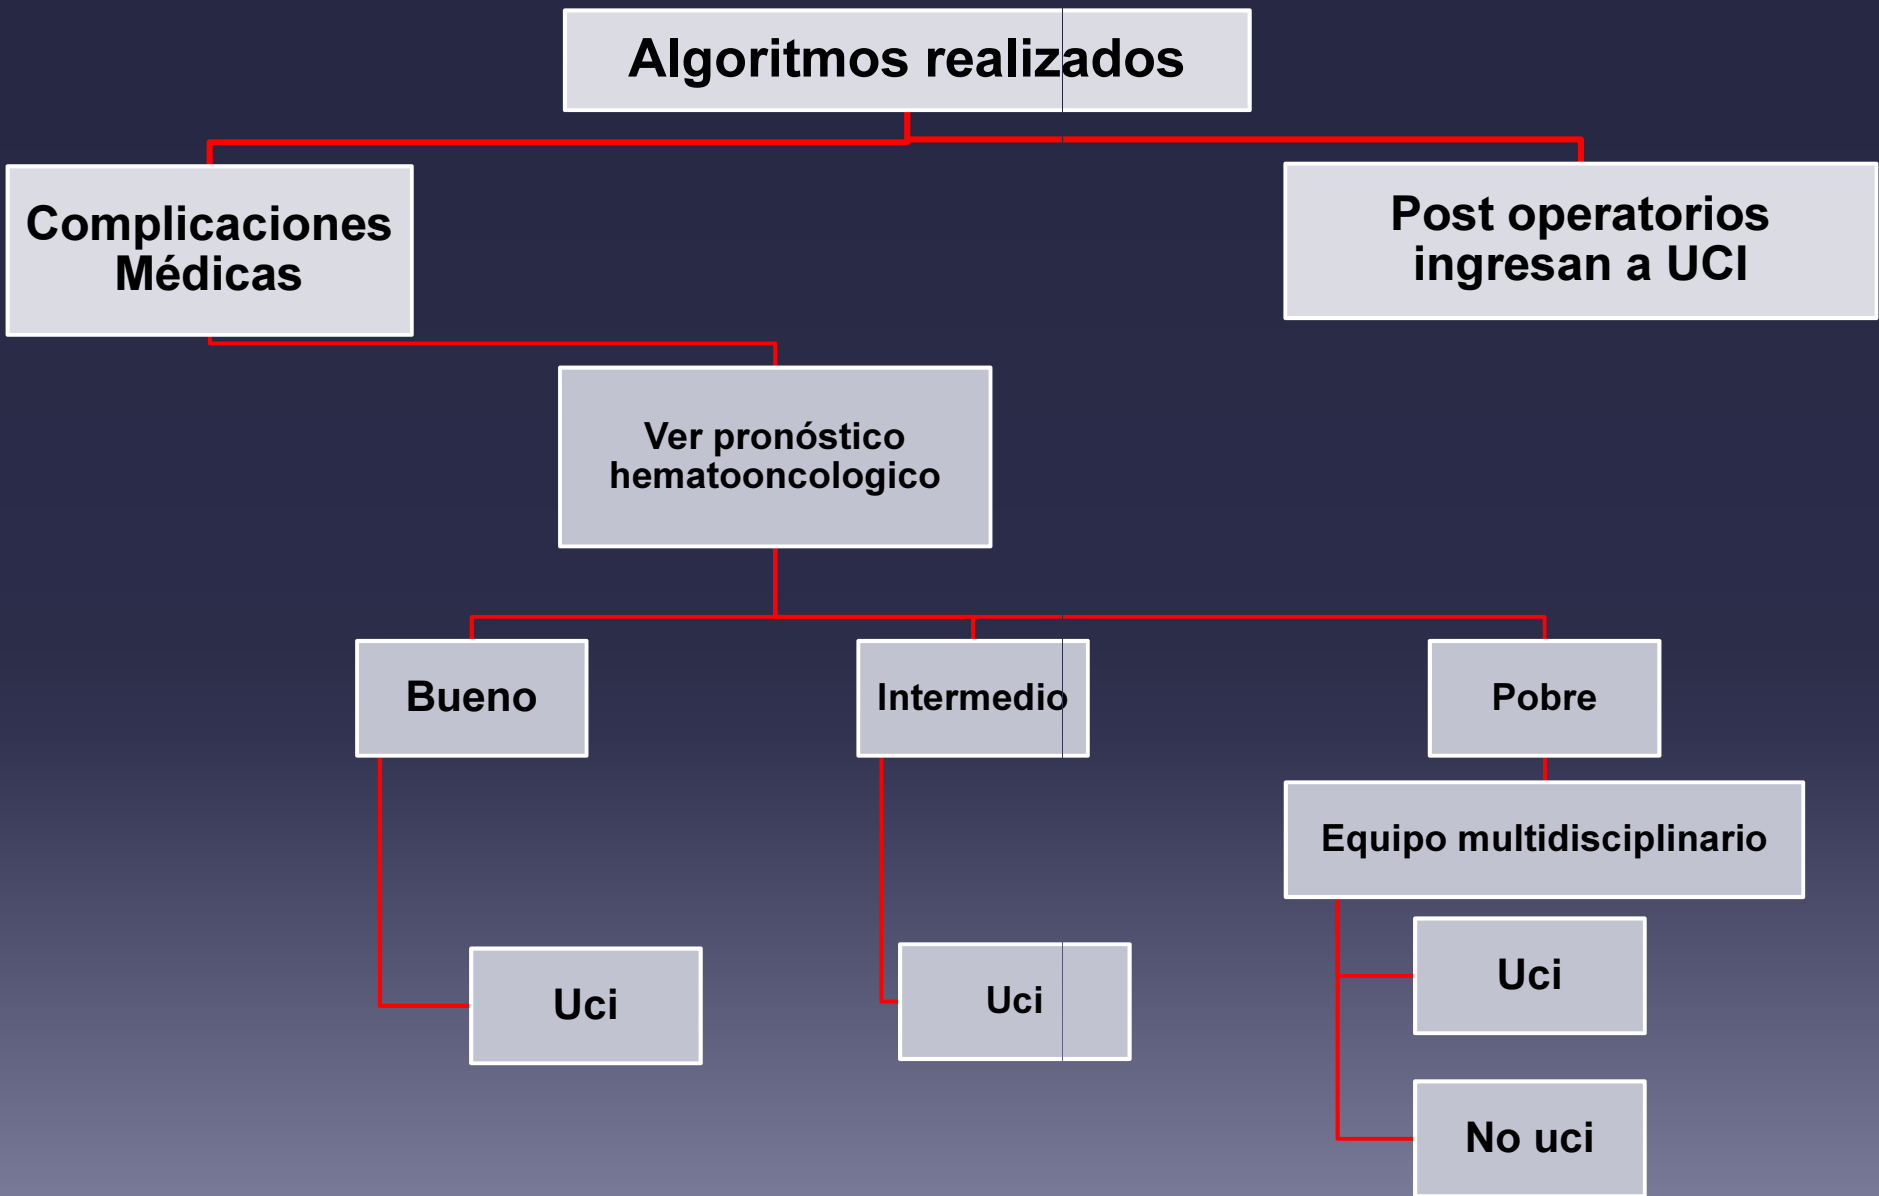 Algoritmos realizados
Complicaciones
Médicas
Post operatorios
ingresan a UCI
Ver pronóstico
hematooncologico
Bueno
Intermedio
Pobre
Equipo multidisciplinario
Uci
Uci
Uci
No uci